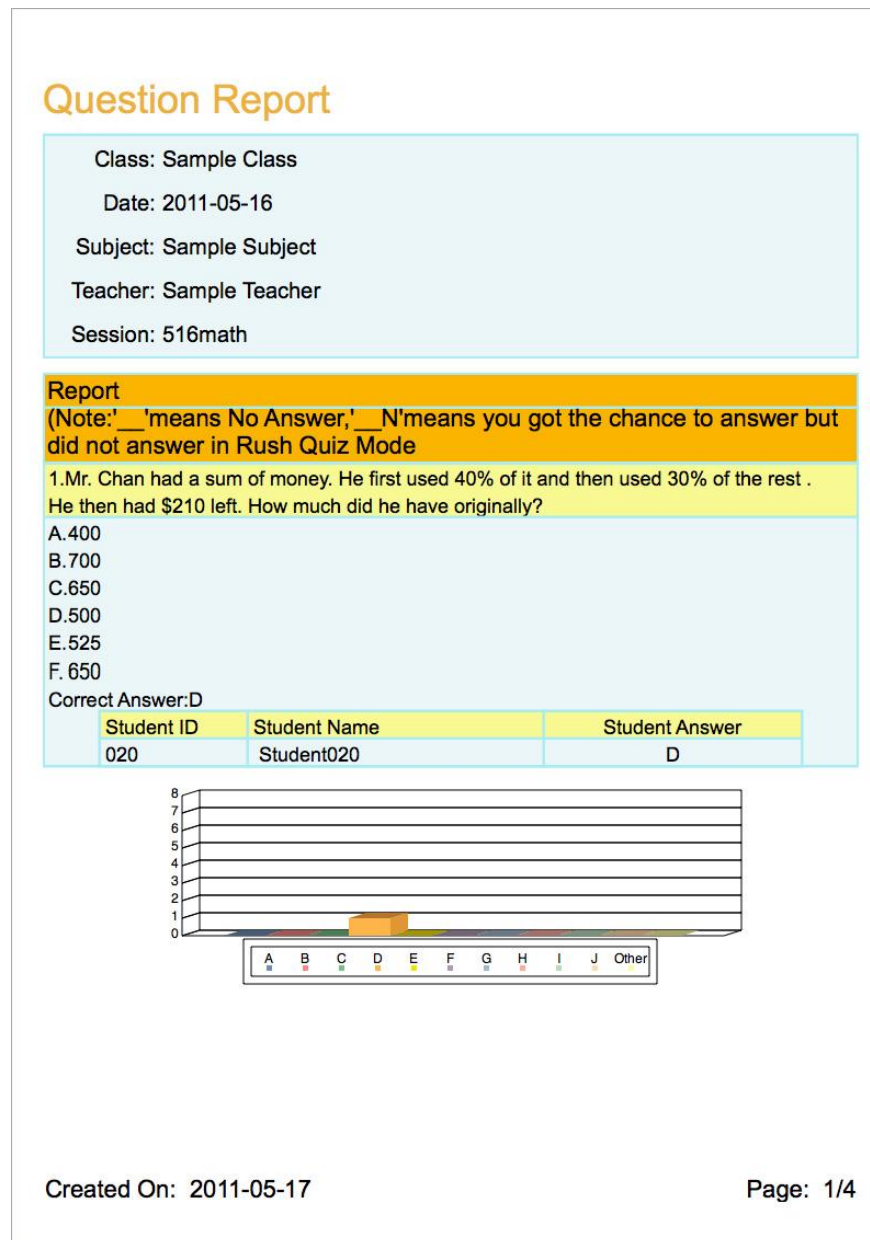 Question Report
Class: Sample Class
Date: 2011-05-16
Subject: Sample Subject
Teacher: Sample Teacher
Session: 516math
Report
(Note:'__'means No Answer,'__N'means you got the chance to answer but
did not answer in Rush Quiz Mode
1.Mr. Chan had a sum of money. He first used 40% of it and then used 30% of the rest .
He then had $210 left. How much did he have originally?
A.400
B.700
C.650
D.500
E.525
F. 650
Correct Answer:D
Student ID Student Name Student Answer
020 Student020 D
8
7
6
5
4
3
2
1
0
A B C D E F G H I J Other
Created On: 2011-05-17 Page: 1/4